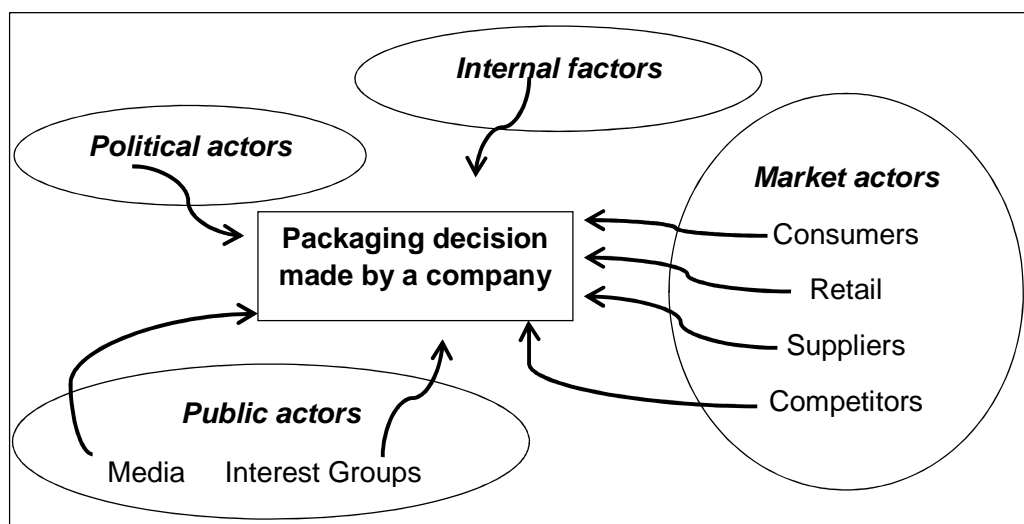 Internal factors
Political actors
Market actors
Packaging decision
made by a company
Consumers
Retail
Suppliers
Competitors
Public actors
Media
Interest Groups